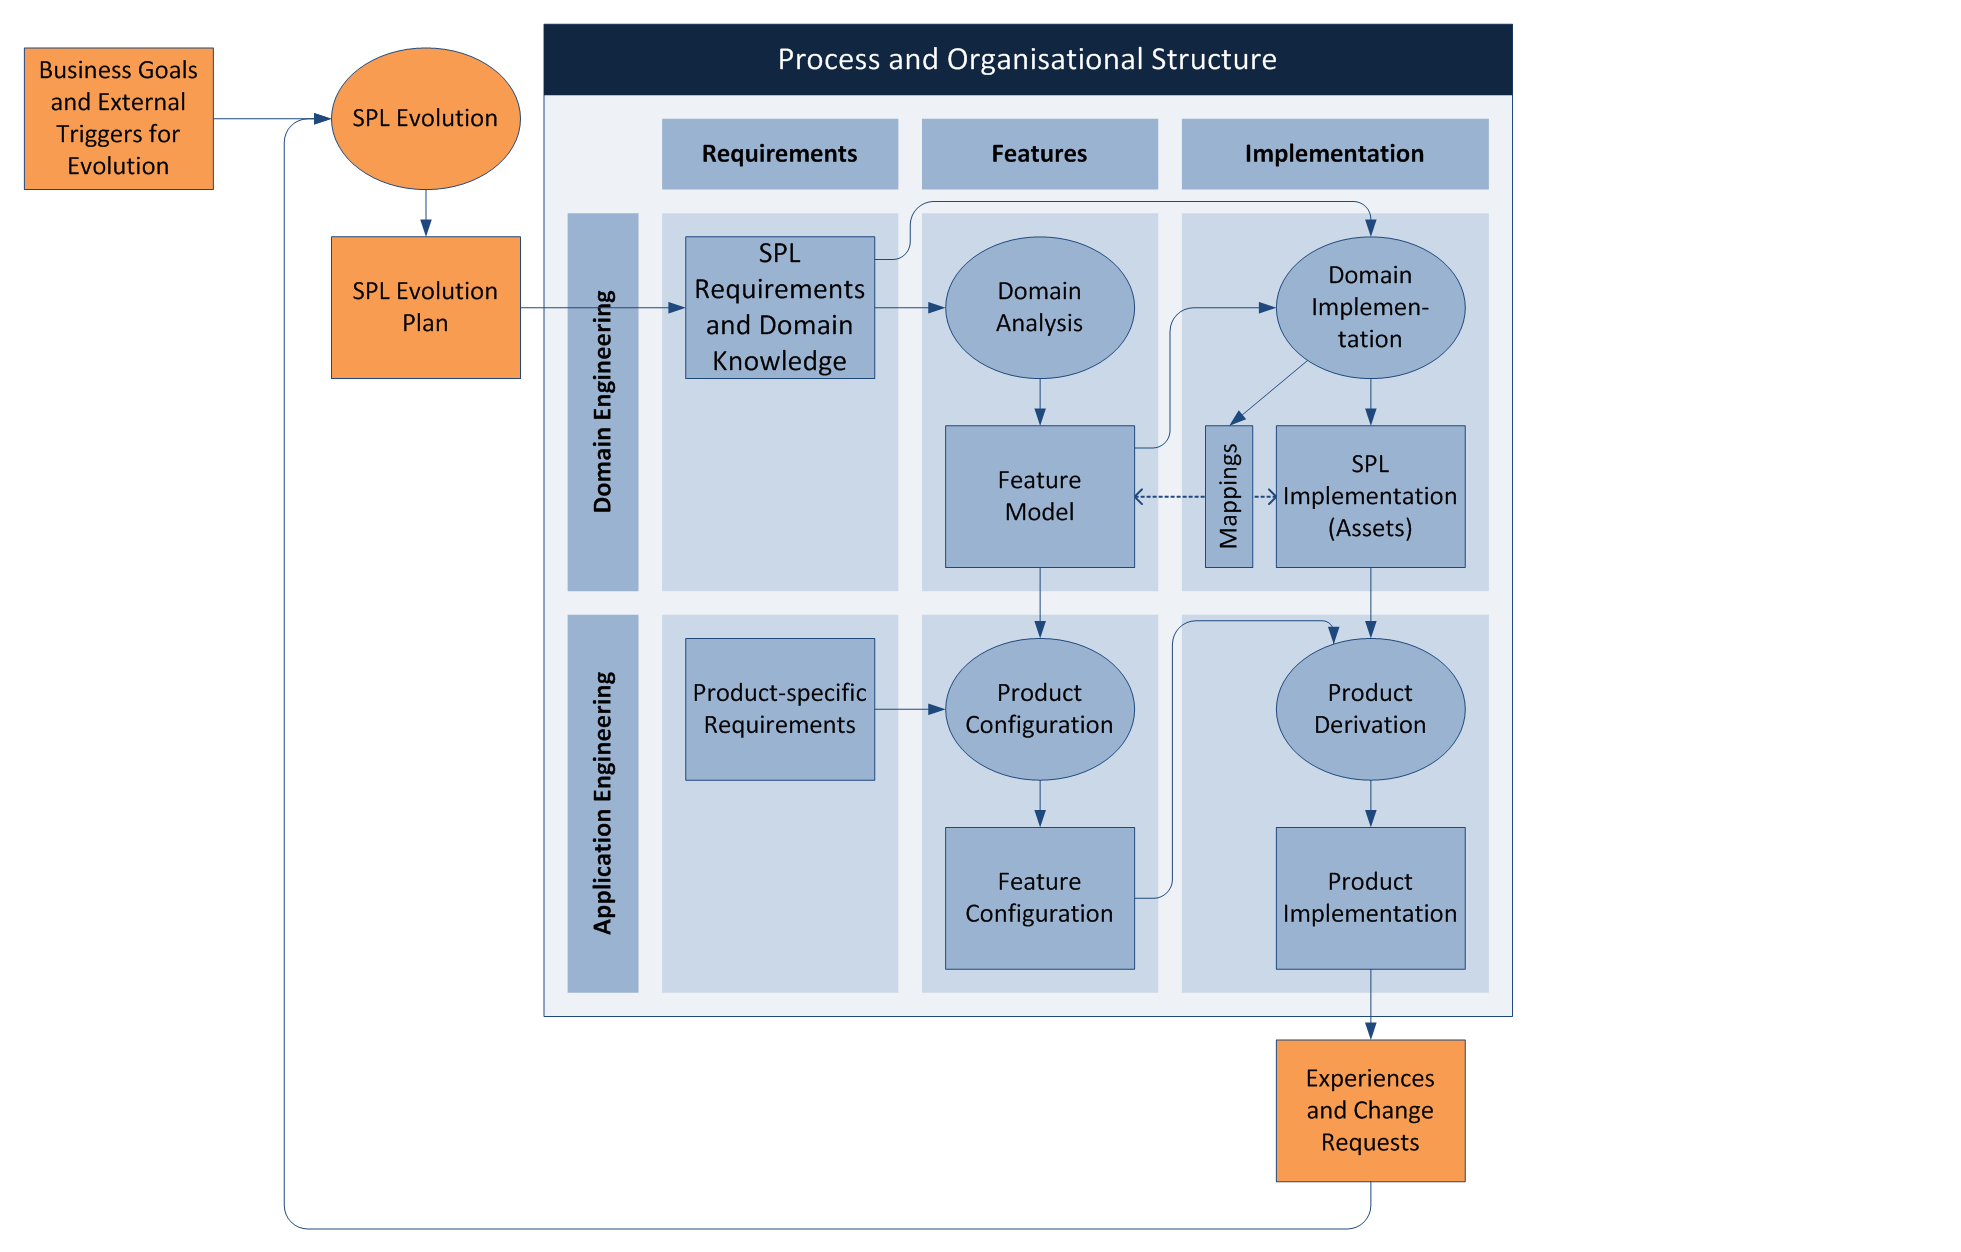 Process and Organisational Structure
Business Goals
and External
Triggers for
Evolution
SPL Evolution
SPL Evolution
Plan
Requirements
Features
Implementation
Domain Engineering
SPL
Requirements
and Domain
Knowledge
Domain
Analysis
Domain
Implemen-
tation
Feature
Model
Mappings
SPL
Implementation
(Assets)
Application Engineering
Product-specific
Requirements
Product
Configuration
Product
Derivation
Feature
Configuration
Product
Implementation
Experiences
and Change
Requests